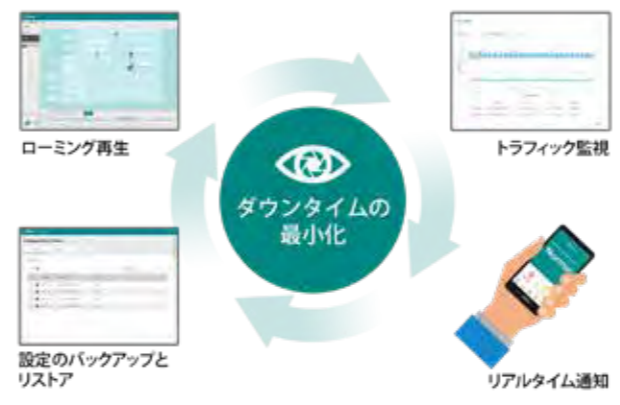 ローミング再生
トラフィック監視
ダウンタイムの
最小化
設定のバックアップと
リストア
リアルタイム通知